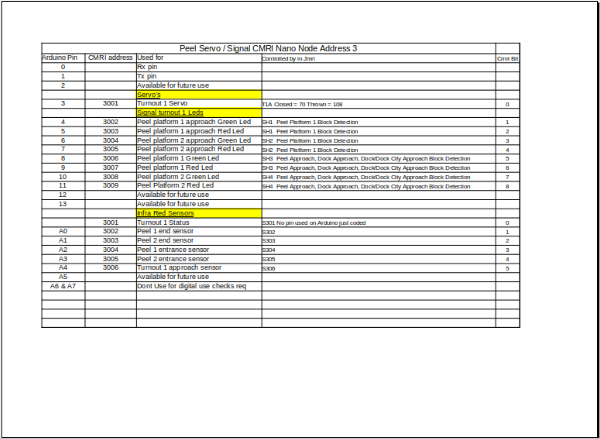 Peel Servo / Signal CMRI Nano Node Address 3
Arduino Pin CMRI address Used for Controlled by in Jmri Cmri Bit
0 Rx pin
1 Tx pin
2 Available for future use
Servo's
3 3001 Turnout 1 Servo T1A Closed = 70 Thrown = 108 0
Signal turnout 1 Leds
4 3002 Peel platform 1 approach Green Led SH1 Peel Platform 1 Block Detection 1
5 3003 Peel platform 1 approach Red Led SH1 Peel Platform 1 Block Detection 2
6 3004 Peel platform 2 approach Green Led SH2 Peel Platform 1 Block Detection 3
7 3005 Peel platform 2 approach Red Led SH2 Peel Platform 1 Block Detection 4
8 3006 Peel platform 1 Green Led SH3 Peel Approach, Dock Approach, Dock/Dock City Approach Block Detection 5
9 3007 Peel platform 1 Red Led SH3 Peel Approach, Dock Approach, Dock/Dock City Approach Block Detection 6
10 3008 Peel platform 2 Green Led SH4 Peel Approach, Dock Approach, Dock/Dock City Approach Block Detection 7
11 3009 Peel Platform 2 Red Led SH4 Peel Approach, Dock Approach, Dock/Dock City Approach Block Detection 8
12 Available for future use
13 Available for future use
Infra Red Sensors
3001 Turnout 1 Status S301 No pin used on Arduino just coded 0
A0 3002 Peel 1 end sensor S302 1
A1 3003 Peel 2 end sensor S303 2
A2 3004 Peel 1 entrance sensor S304 3
A3 3005 Peel 2 entrance sensor S305 4
A4 3006 Turnout 1 approach sensor S306 5
A5 Available for future use
A6 & A7 Dont Use for digital use checks req